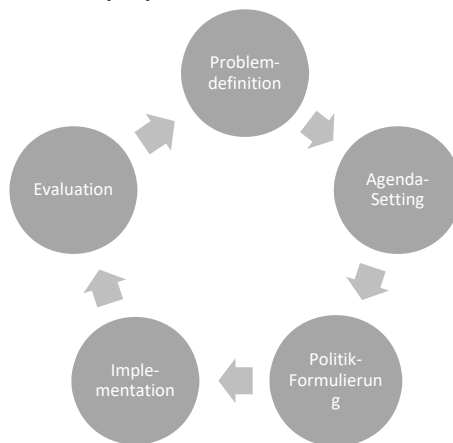 Problem-
definition
Agenda-
Setting
Politik-
Formulierun
g
Imple-
mentation
Evaluation